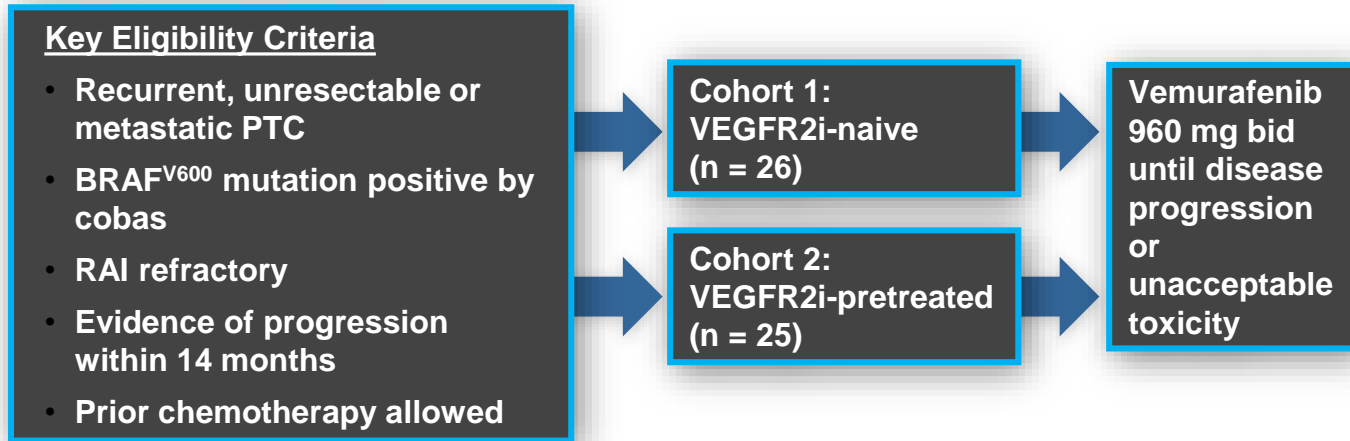 Key Eligibility Criteria
• Recurrent, unresectable or
metastatic PTC
• BRAFV600 mutation positive by
cobas
• RAI refractory
• Evidence of progression
within 14 months
• Prior chemotherapy allowed
Cohort 1:
VEGFR2i-naive
(n = 26)
Cohort 2:
VEGFR2i-pretreated
(n = 25)
Vemurafenib
960 mg bid
until disease
progression
or
unacceptable
toxicity